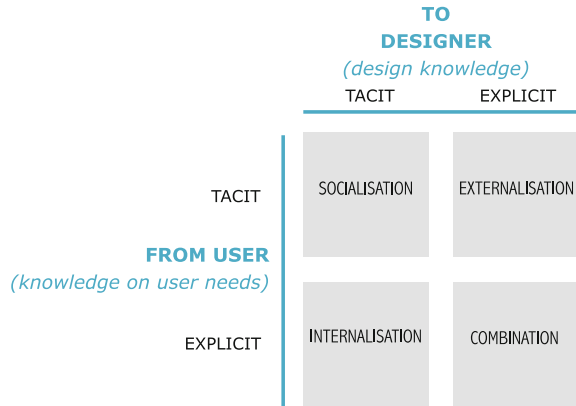 TO
DESIGNER
(design knowledge)
TACIT EXPLICIT
TACIT SOCIALISATION EXTERNALISATION
FROM USER
(knowledge on user needs)
EXPLICIT INTERNALISATION COMBINATION